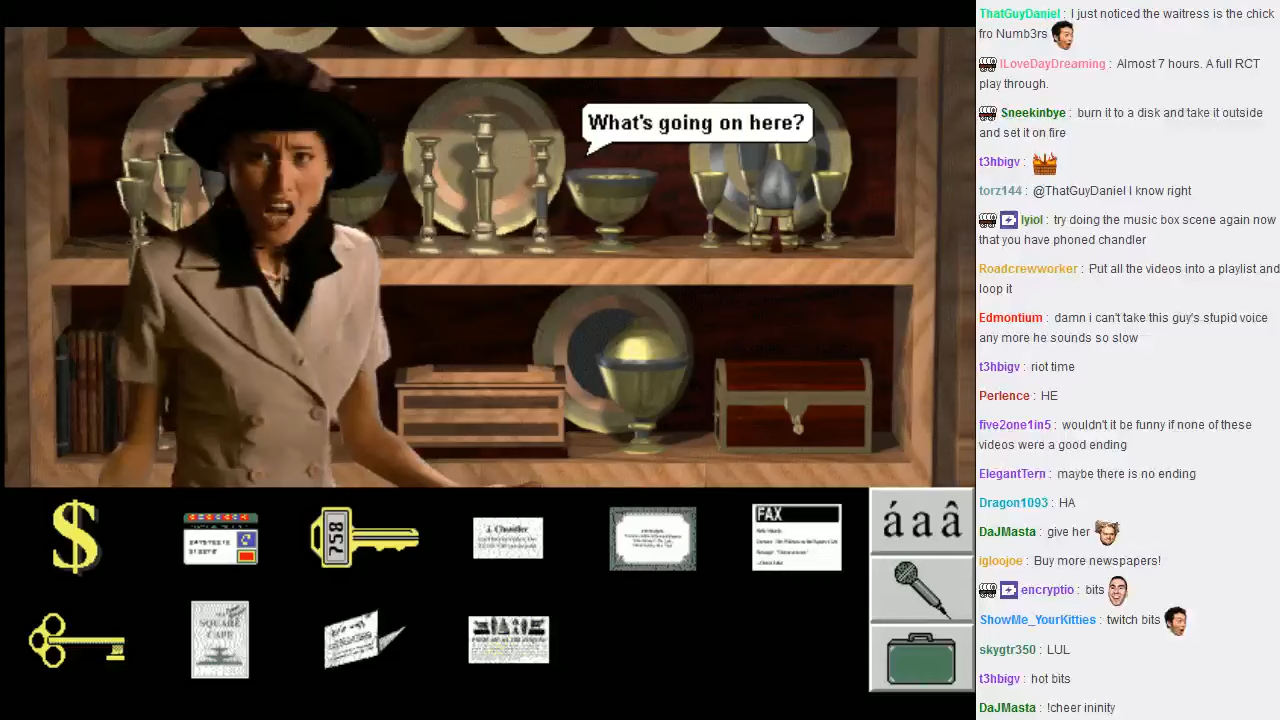 What's going on here?
758
J. Chandler
FAX
SQUARE
CAFE
áaâ
ThatGuyDaniel : I just noticed the waitress is the chick
fro Numb3rs
ILoveDayDreaming : Almost 7 hours. A full RCT
play through.
Sneekinbye : burn it to a disk and take it outside
and set it on fire
t3hbigv :
torz144 : @ThatGuyDaniel I know right
lyiol : try doing the music box scene again now
that you have phoned chandler
Roadcrewworker : Put all the videos into a playlist and
loop it
Edmontium : damn i can't take this guy's stupid voice
any more he sounds so slow
t3hbigv : riot time
Perlence : HE
five2one1in5 : wouldn't it be funny if none of these
videos were a good ending
ElegantTern : maybe there is no ending
Dragon1093 : HA
DaJMasta : give her
igloojoe : Buy more newspapers!
encryptio : bits
ShowMe_YourKitties : twitch bits
skygtr350 : LUL
t3hbigv : hot bits
DaJMasta : !cheer ininity